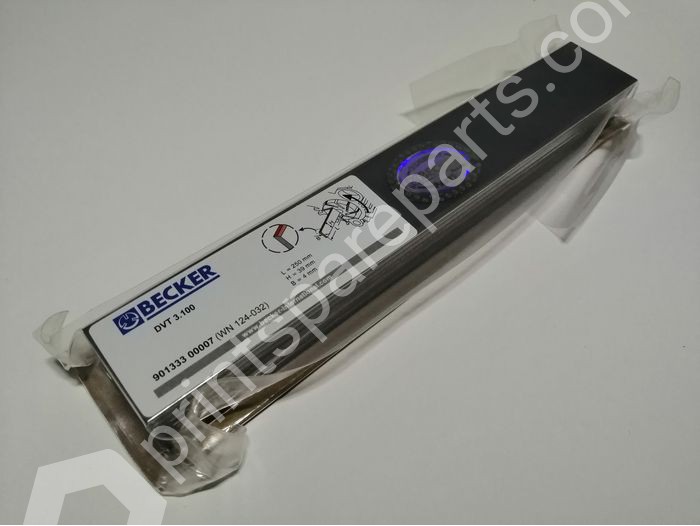 BECKER
DVT 3.100
901333 00007 (WN 124-032)
L = 250 mm
H = 39 mm
B = 4 mm
printspareparts.com